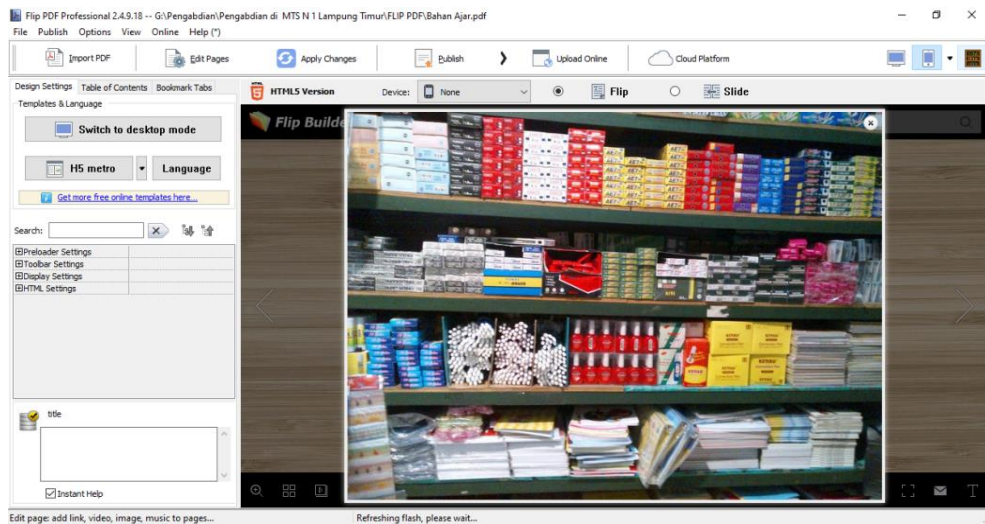 Flip PDF Professional 2.4.9.18 -- G:\Pengabdian\Pengabdian di  MTS N 1 Lampung Timur\FLIP PDF\Bahan Ajar.pdf
File Publish Options View Online Help (*)
Import PDF Edit Pages Apply Changes Publish Upload Online Cloud Platform
Design Settings Table of Contents Bookmark Tabs
HTML5 Version Device: None Flip Slide
Templates & Language
Switch to desktop mode
Flip Builde
H5 metro Language
Get more free online templates here...
Search:
Preloader Settings
Toolbar Settings
Display Settings
HTML Settings
title
Instant Help
Edit page: add link, video, image, music to pages... Refreshing flash, please wait...